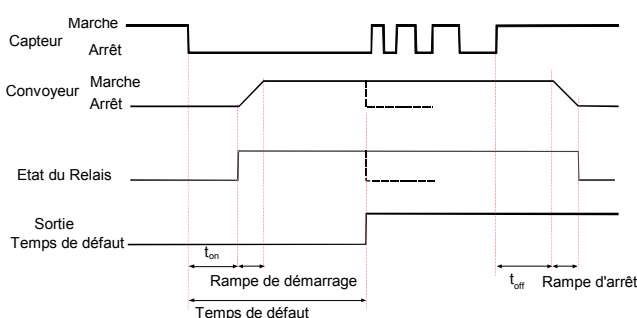 Marche
Capteur
Arrêt
Marche
Convoyeur
Arrêt
Etat du Relais
Sortie
Temps de défaut
ton
Rampe de démarrage
toff
Rampe d'arrêt
Temps de défaut